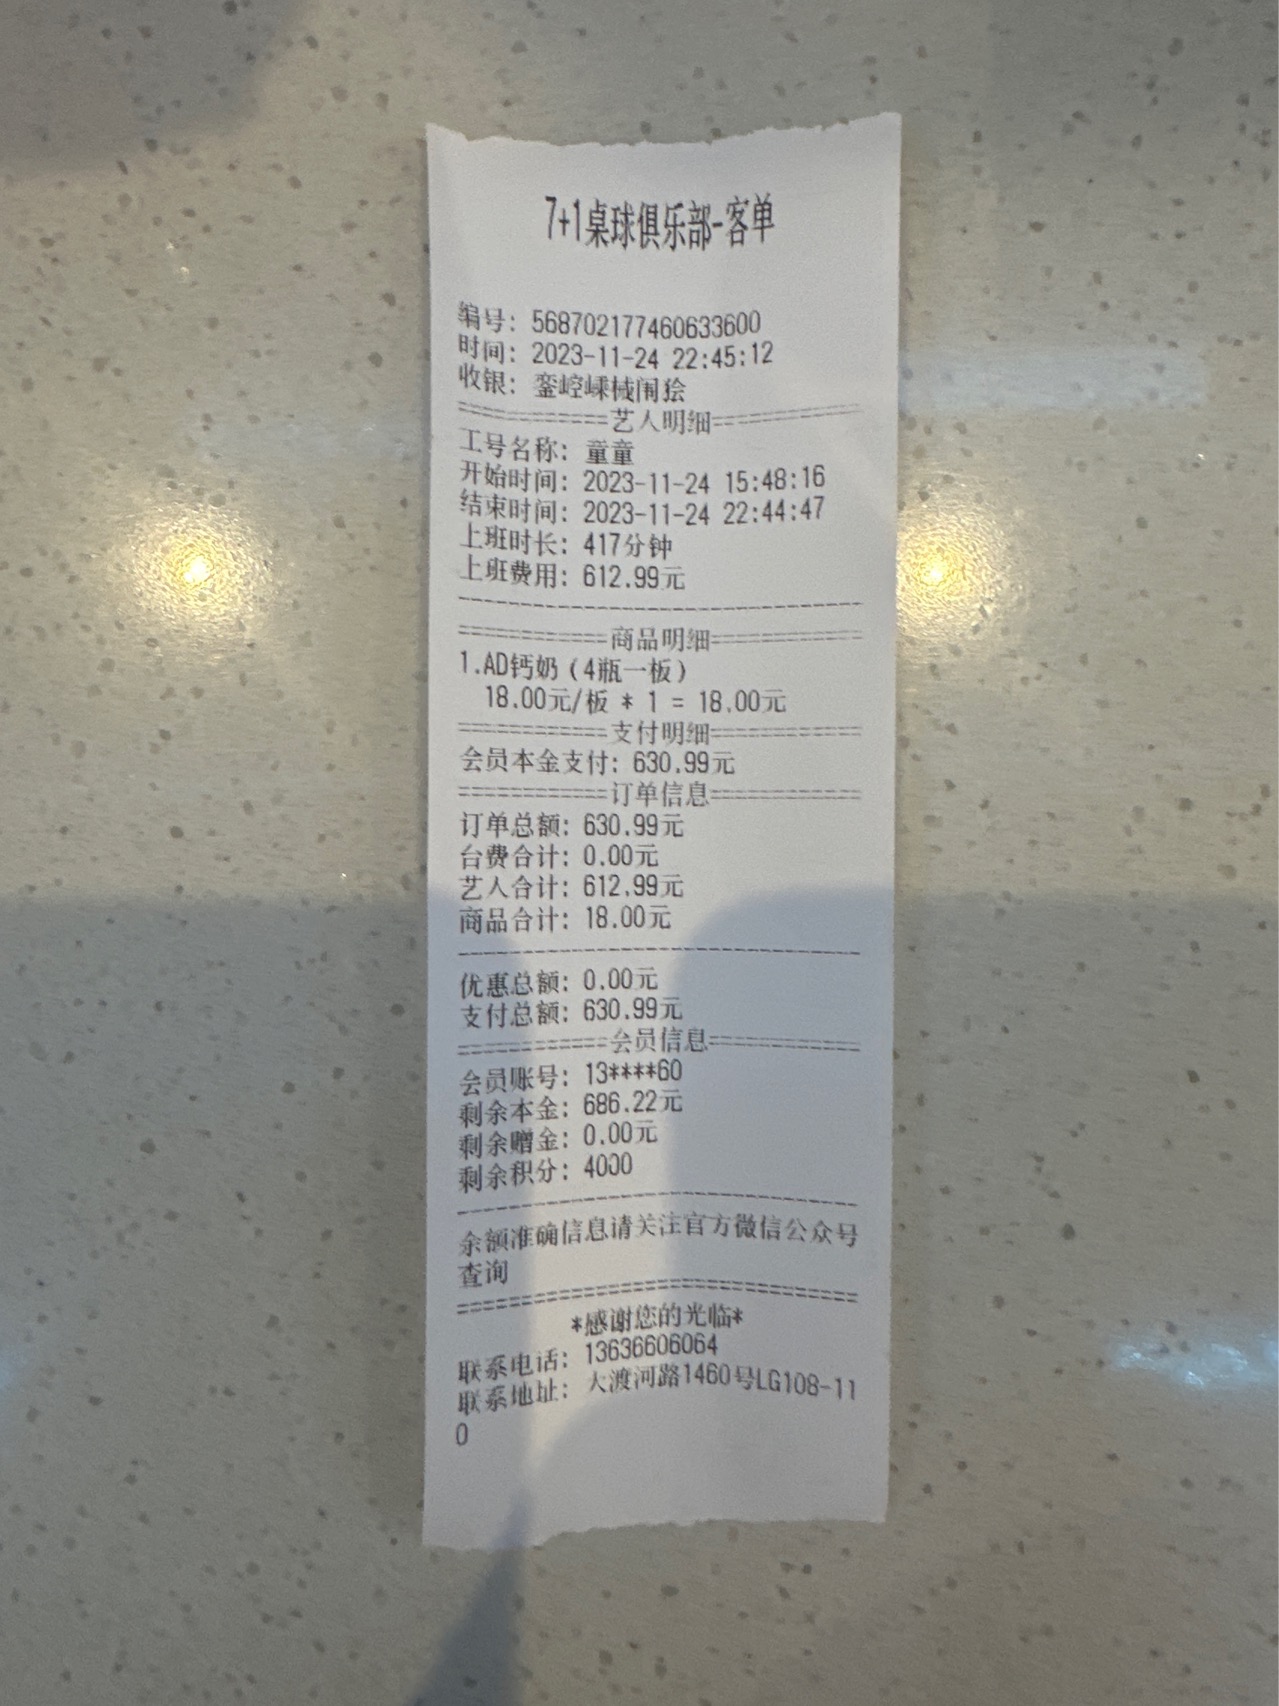 7+1桌球俱乐部-客单
编号: 568702177460633600
时间: 2023-11-24 22:45:12
收银: 銮崆嵊械闱狯
============艺人明细============
工号名称: 童童
开始时间: 2023-11-24 15:48:16
结束时间: 2023-11-24 22:44:47
上班时长: 417分钟
上班费用: 612.99元
--------------------------------
============商品明细============
1.AD钙奶(4瓶一板)
18.00元/板 * 1 = 18.00元
============支付明细============
会员本金支付: 630.99元
============订单信息============
订单总额: 630.99元
台费合计: 0.00元
艺人合计: 612.99元
商品合计: 18.00元
--------------------------------
优惠总额: 0.00元
支付总额: 630.99元
============会员信息============
会员账号: 13****60
剩余本金: 686.22元
剩余赠金: 0.00元
剩余积分: 4000
--------------------------------
余额准确信息请关注官方微信公众号
查询
================================
*感谢您的光临*
联系电话: 13636606064
联系地址: 大渡河路1460号LG108-11
0